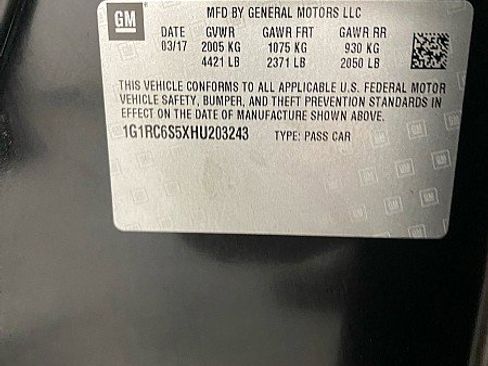 GM
MFD BY GENERAL MOTORS LLC
DATE GVWR GAWR FRT GAWR RR
03/17 2005 KG 1075 KG 930 KG
4421 LB 2371 LB 2050 LB
THIS VEHICLE CONFORMS TO ALL APPLICABLE U.S. FEDERAL MOTOR
VEHICLE SAFETY, BUMPER, AND THEFT PREVENTION STANDARDS IN
EFFECT ON THE DATE OF MANUFACTURE SHOWN ABOVE.
1G1RC6S5XHU203243 TYPE: PASS CAR